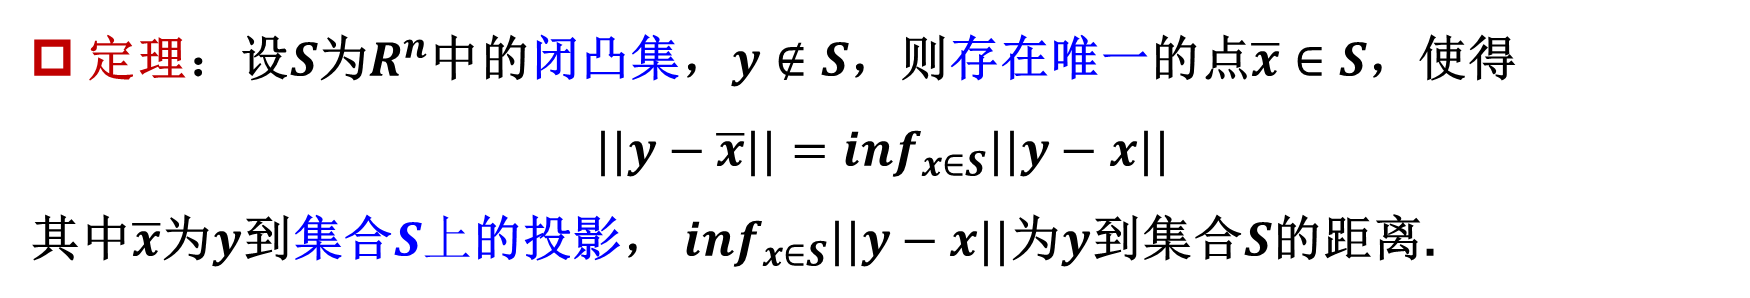 定理：设S为Rⁿ中的闭凸集，y ∉ S，则存在唯一的点x̄ ∈ S，使得
||y − x̄|| = inf_{x∈S}||y − x||
其中x̄为y到集合S上的投影， inf_{x∈S}||y − x||为y到集合S的距离.